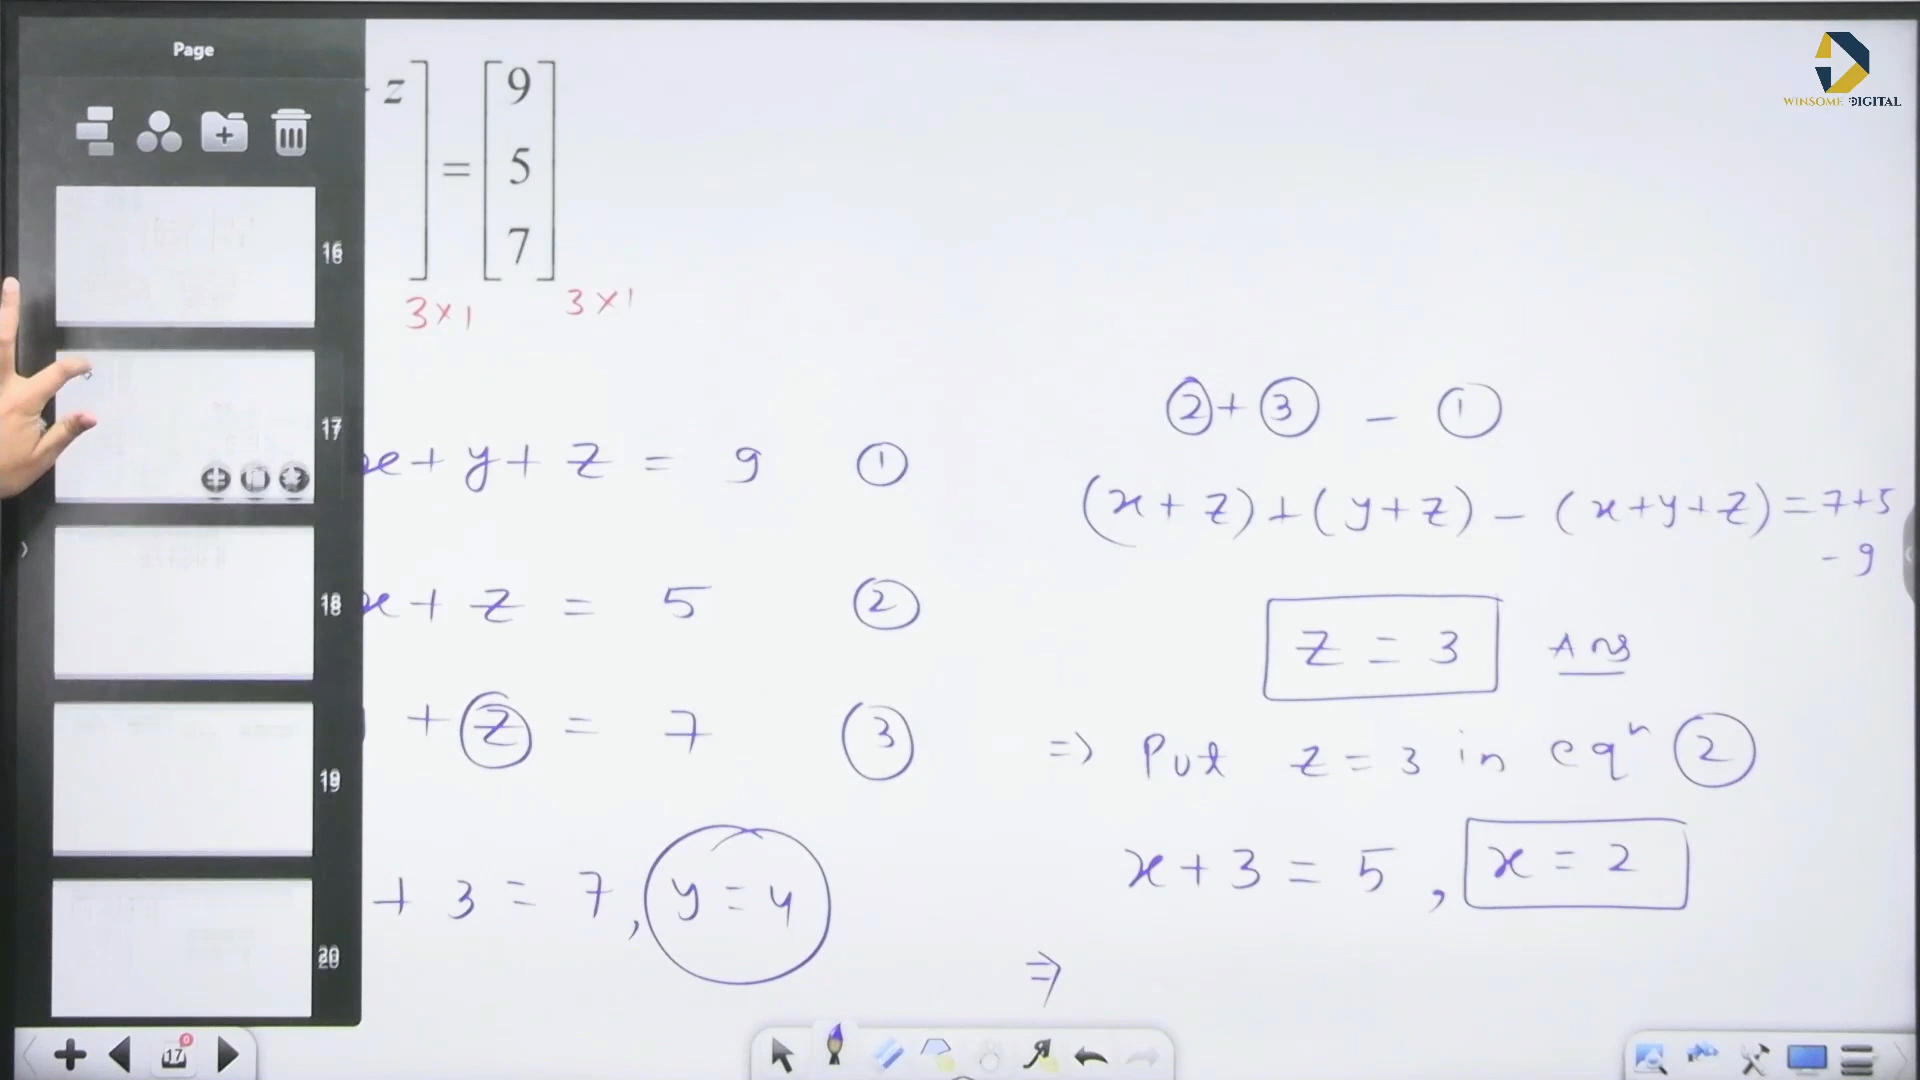 Page
WINSOME DIGITAL
16
17
18
19
20
z ] = [ 9
5
7 ]
3×1 3×1
x + y + z = 9 ①
x + z = 5 ②
+ z = 7 ③
+ 3 = 7, y = 4
② + ③ - ①
(x + z) + (y + z) - (x + y + z) = 7 + 5
- 9
z = 3 Ans
=> Put z = 3 in eqⁿ ②
x + 3 = 5, x = 2
=>
17
0